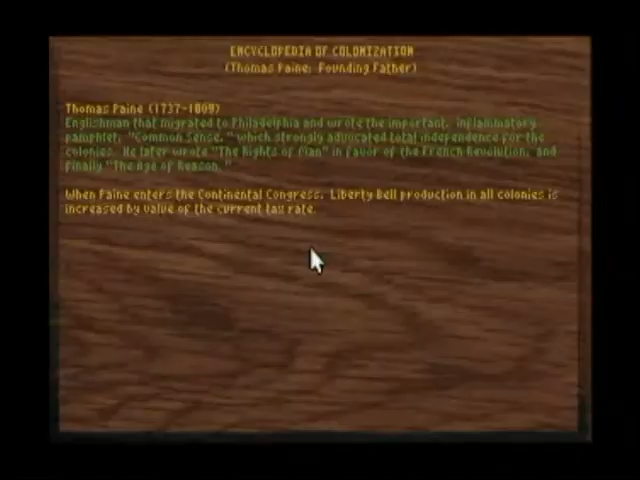 ENCYCLOPEDIA OF COLONIZATION
(Thomas Paine: Founding Father)
Thomas Paine (1737-1809)
Englishman that migrated to Philadelphia and wrote the important, inflammatory
pamphlet, "Common Sense," which strongly advocated total independence for the
colonies. He later wrote "The Rights of Man" in favor of the French Revolution, and
finally "The Age of Reason."
When Paine enters the Continental Congress, Liberty Bell production in all colonies is
increased by value of the current tax rate.